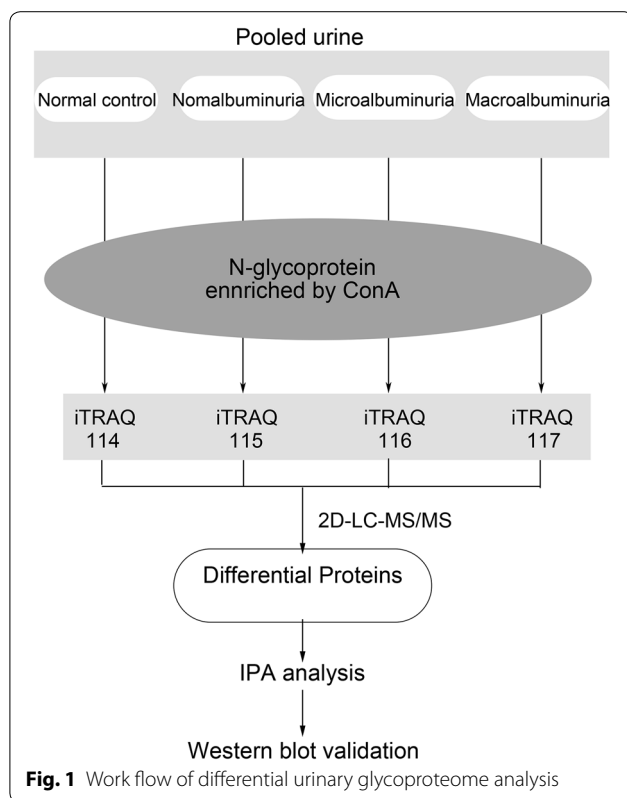 Pooled urine
Normal control Nomalbuminuria Microalbuminuria Macroalbuminuria
N-glycoprotein
ennriched by ConA
iTRAQ iTRAQ iTRAQ iTRAQ
114 115 116 117
2D-LC-MS/MS
Differential Proteins
IPA analysis
Western blot validation
Fig. 1 Work flow of differential urinary glycoproteome analysis